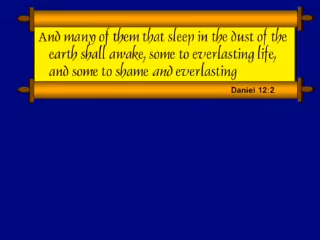 And many of them that sleep in the dust of the
earth shall awake, some to everlasting life,
and some to shame and everlasting
Daniel 12:2